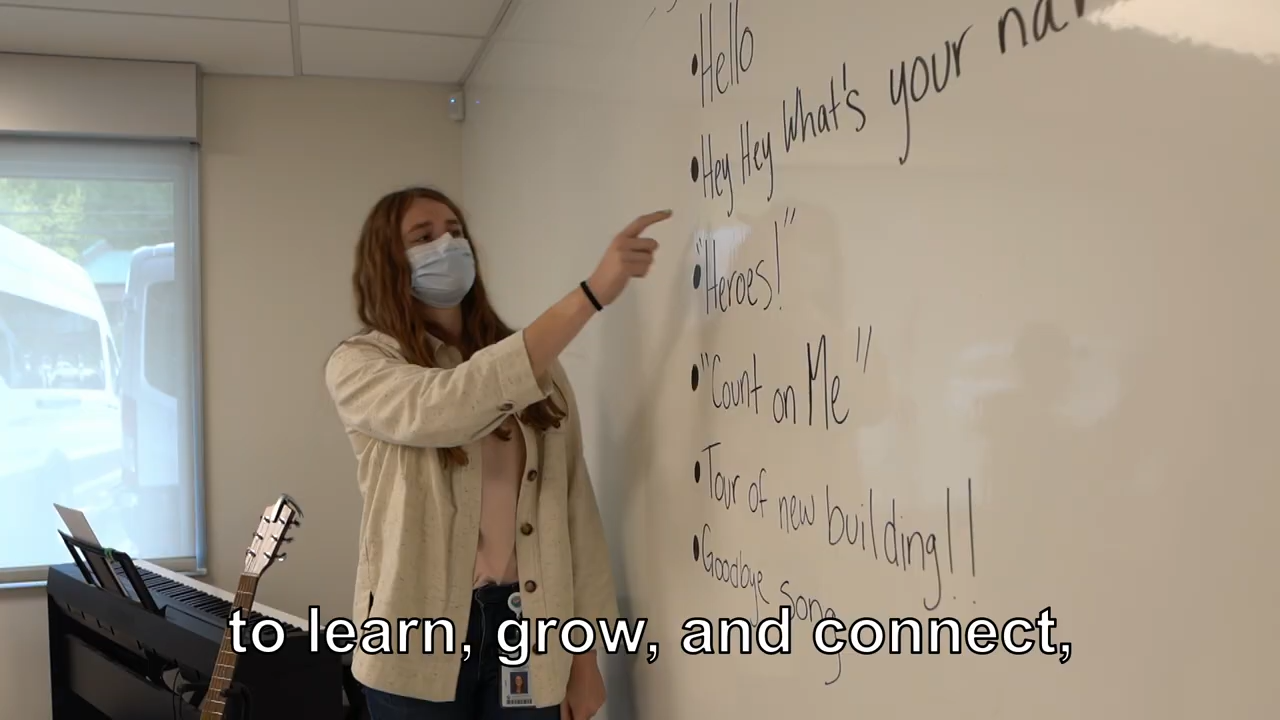 •Hello
•Hey Hey What's your
•"Heroes!"
•"Count on Me"
•Tour of new building!!
•Goodbye song
to learn, grow, and connect,